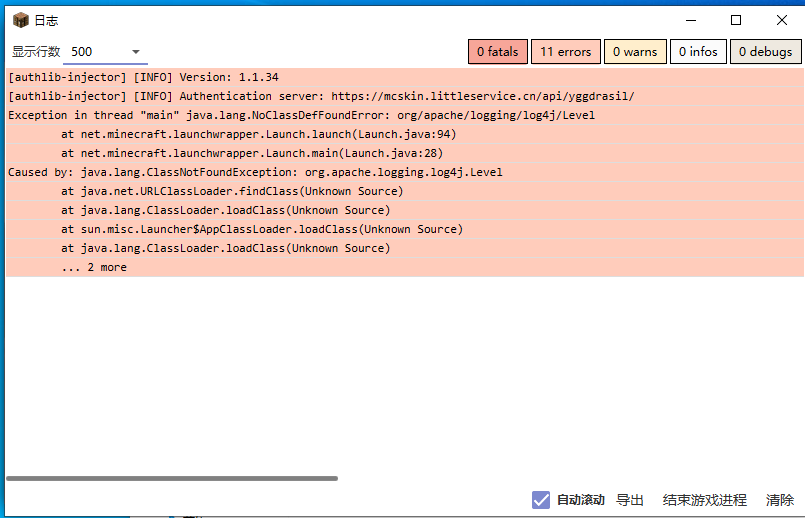 日志
显示行数 500 0 fatals 11 errors 0 warns 0 infos 0 debugs
[authlib-injector] [INFO] Version: 1.1.34
[authlib-injector] [INFO] Authentication server: https://mcskin.littleservice.cn/api/yggdrasil/
Exception in thread "main" java.lang.NoClassDefFoundError: org/apache/logging/log4j/Level
at net.minecraft.launchwrapper.Launch.launch(Launch.java:94)
at net.minecraft.launchwrapper.Launch.main(Launch.java:28)
Caused by: java.lang.ClassNotFoundException: org.apache.logging.log4j.Level
at java.net.URLClassLoader.findClass(Unknown Source)
at java.lang.ClassLoader.loadClass(Unknown Source)
at sun.misc.Launcher$AppClassLoader.loadClass(Unknown Source)
at java.lang.ClassLoader.loadClass(Unknown Source)
... 2 more
自动滚动 导出 结束游戏进程 清除